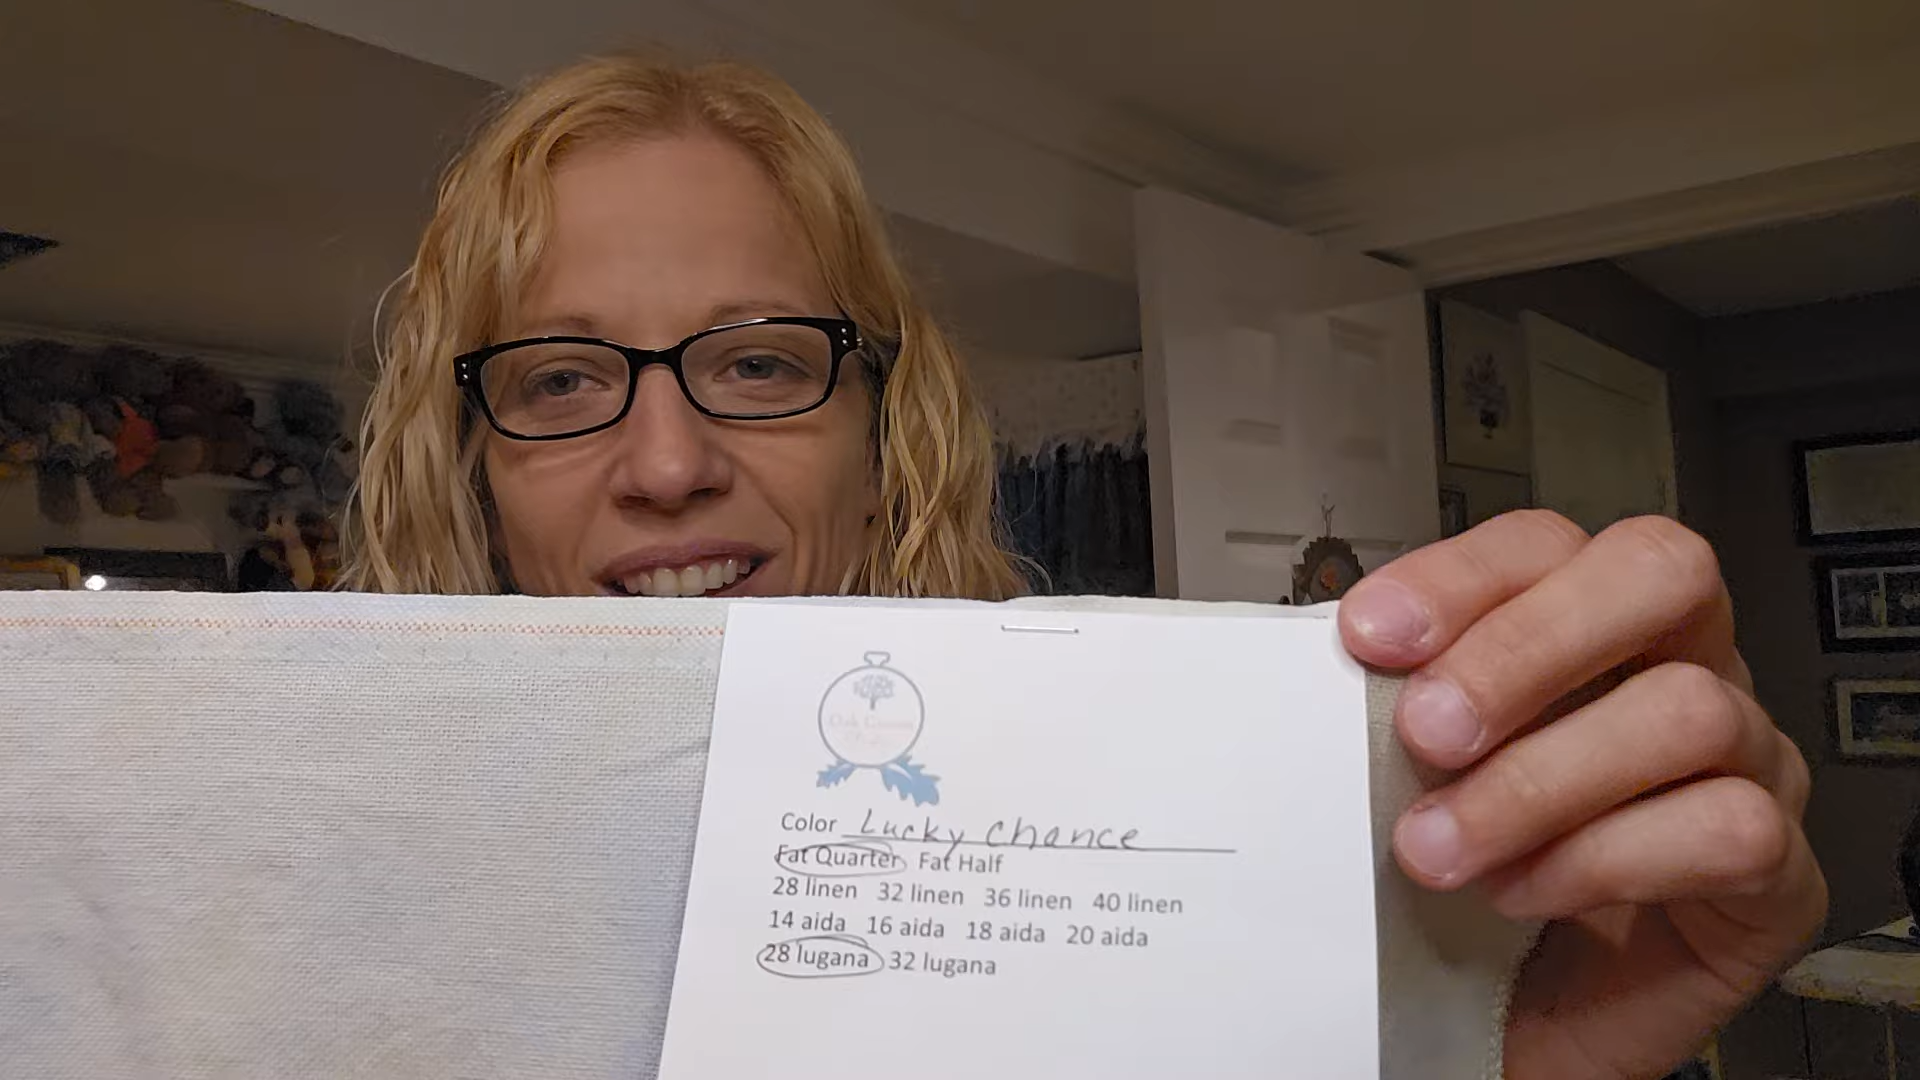 Color Lucky Chance
Fat Quarter Fat Half
28 linen 32 linen 36 linen 40 linen
14 aida 16 aida 18 aida 20 aida
28 lugana 32 lugana